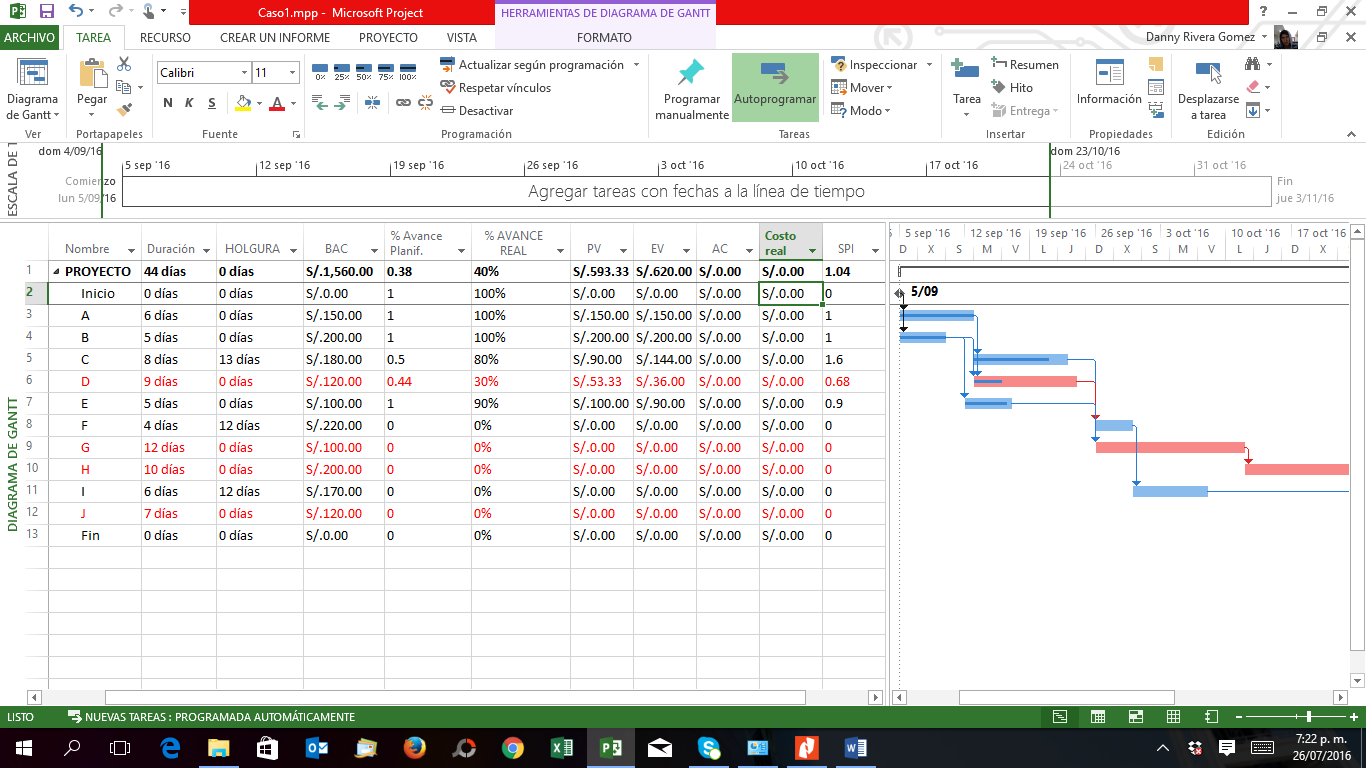 Caso1.mpp - Microsoft Project
HERRAMIENTAS DE DIAGRAMA DE GANTT
ARCHIVO TAREA RECURSO CREAR UN INFORME PROYECTO VISTA FORMATO
Danny Rivera Gomez
Diagrama de Gantt
Ver
Pegar
Portapapeles
Calibri 11
N K S
Fuente
0% 25% 50% 75% 100%
Actualizar según programación
Respetar vínculos
Desactivar
Programación
Programar manualmente
Autoprogramar
Inspeccionar
Mover
Modo
Tareas
Tarea
Resumen
Hito
Entrega
Insertar
Información
Propiedades
Desplazarse a tarea
Edición
ESCALA DE T
dom 4/09/16 dom 23/10/16
5 sep '16 12 sep '16 19 sep '16 26 sep '16 3 oct '16 10 oct '16 17 oct '16 24 oct '16 31 oct '16
Comienzo
lun 5/09/16
Agregar tareas con fechas a la línea de tiempo
Fin
jue 3/11/16
DIAGRAMA DE GANTT
Nombre Duración HOLGURA BAC % Avance Planif. % AVANCE REAL PV EV AC Costo real SPI
1 PROYECTO 44 días 0 días S/.1,560.00 0.38 40% S/.593.33 S/.620.00 S/.0.00 S/.0.00 1.04
2 Inicio 0 días 0 días S/.0.00 1 100% S/.0.00 S/.0.00 S/.0.00 S/.0.00 0
3 A 6 días 0 días S/.150.00 1 100% S/.150.00 S/.150.00 S/.0.00 S/.0.00 1
4 B 5 días 0 días S/.200.00 1 100% S/.200.00 S/.200.00 S/.0.00 S/.0.00 1
5 C 8 días 13 días S/.180.00 0.5 80% S/.90.00 S/.144.00 S/.0.00 S/.0.00 1.6
6 D 9 días 0 días S/.120.00 0.44 30% S/.53.33 S/.36.00 S/.0.00 S/.0.00 0.68
7 E 5 días 0 días S/.100.00 1 90% S/.100.00 S/.90.00 S/.0.00 S/.0.00 0.9
8 F 4 días 12 días S/.220.00 0 0% S/.0.00 S/.0.00 S/.0.00 S/.0.00 0
9 G 12 días 0 días S/.100.00 0 0% S/.0.00 S/.0.00 S/.0.00 S/.0.00 0
10 H 10 días 0 días S/.200.00 0 0% S/.0.00 S/.0.00 S/.0.00 S/.0.00 0
11 I 6 días 12 días S/.170.00 0 0% S/.0.00 S/.0.00 S/.0.00 S/.0.00 0
12 J 7 días 0 días S/.120.00 0 0% S/.0.00 S/.0.00 S/.0.00 S/.0.00 0
13 Fin 0 días 0 días S/.0.00 0 0% S/.0.00 S/.0.00 S/.0.00 S/.0.00 0
5 5 sep '16 12 sep '16 19 sep '16 26 sep '16 3 oct '16 10 oct '16 17 oct '16
D X S M V L J D X S M V L J D X
5/09
LISTO NUEVAS TAREAS : PROGRAMADA AUTOMÁTICAMENTE
7:22 p. m.
26/07/2016